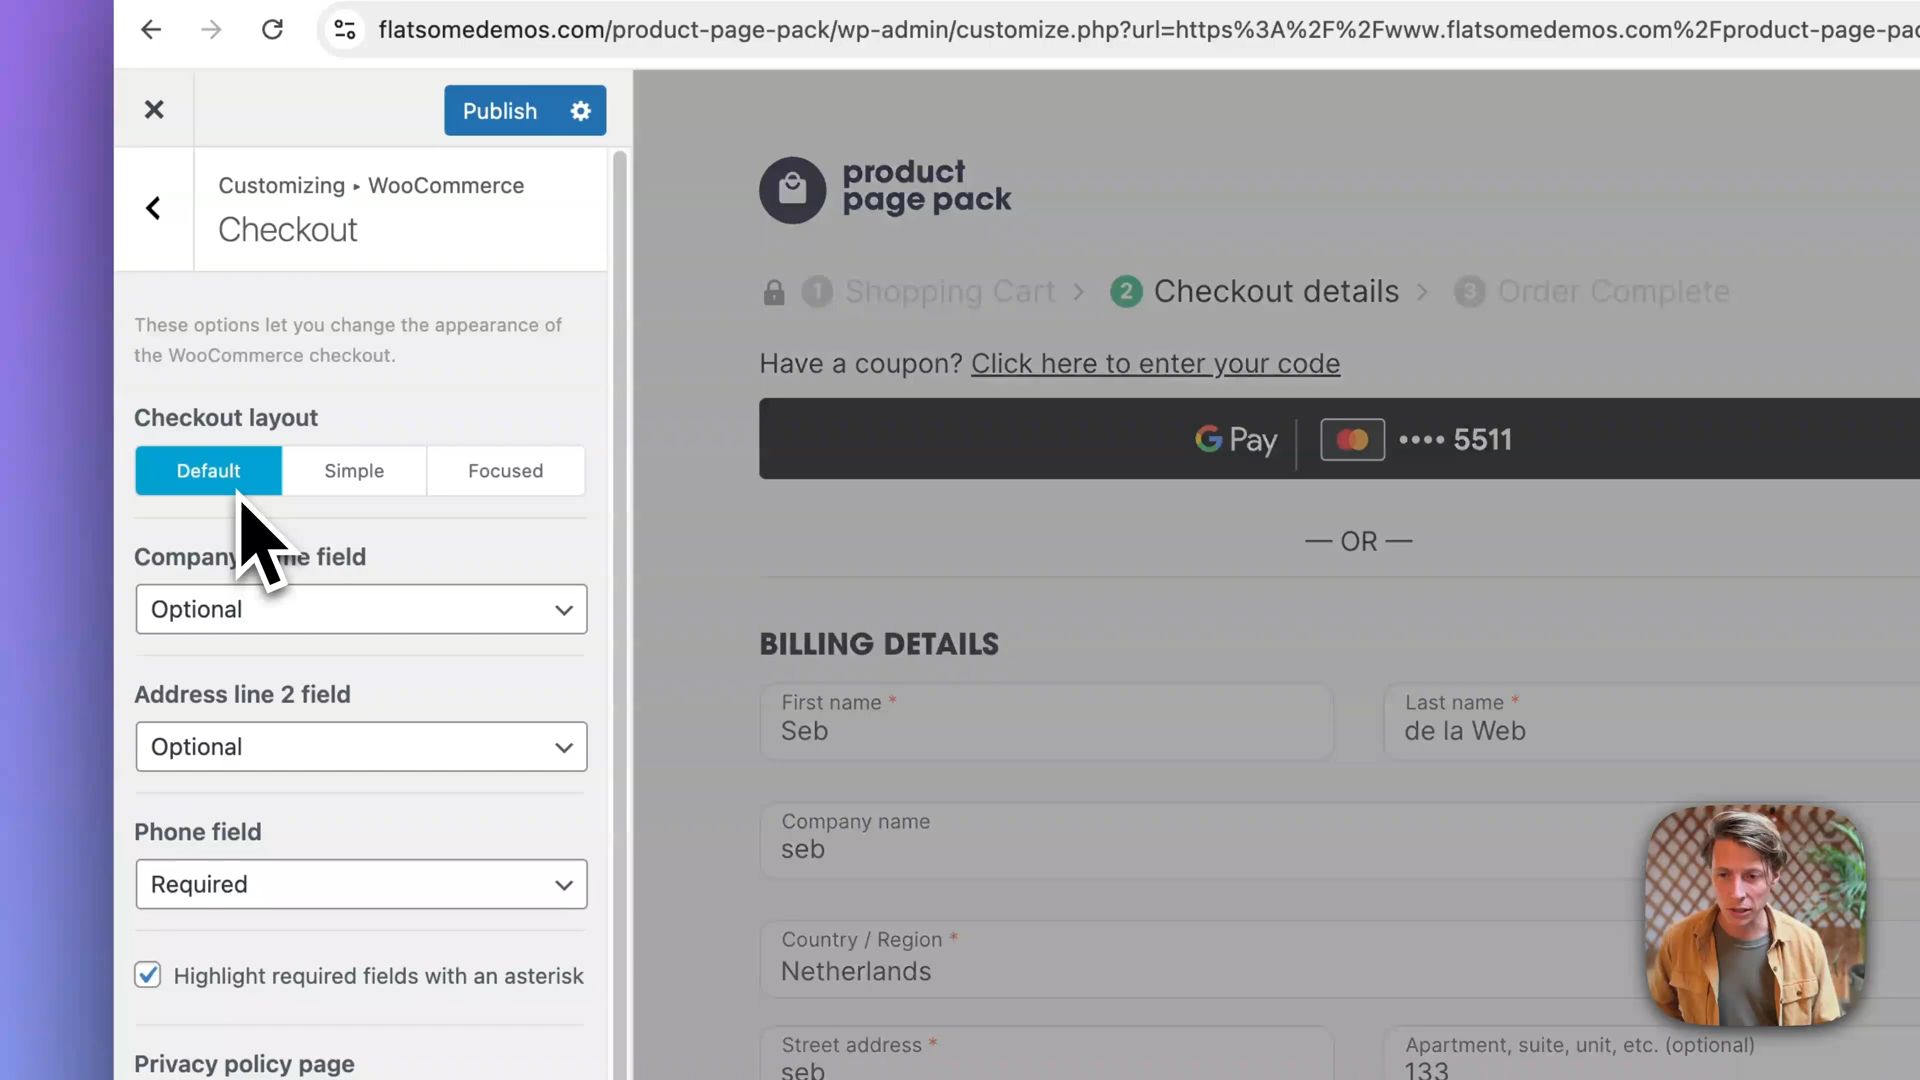 flatsomedemos.com/product-page-pack/wp-admin/customize.php?url=https%3A%2F%2Fwww.flatsomedemos.com%2Fproduct-page-pac
Publish
Customizing ▸ WooCommerce
Checkout
These options let you change the appearance of
the WooCommerce checkout.
Checkout layout
Default Simple Focused
Company field
Optional
Address line 2 field
Optional
Phone field
Required
Highlight required fields with an asterisk
Privacy policy page
product
page pack
1 Shopping Cart > 2 Checkout details > 3 Order Complete
Have a coupon? Click here to enter your code
G Pay •••• 5511
— OR —
BILLING DETAILS
First name *
Seb
Last name *
de la Web
Company name
seb
Country / Region *
Netherlands
Street address *
seb
Apartment, suite, unit, etc. (optional)
133